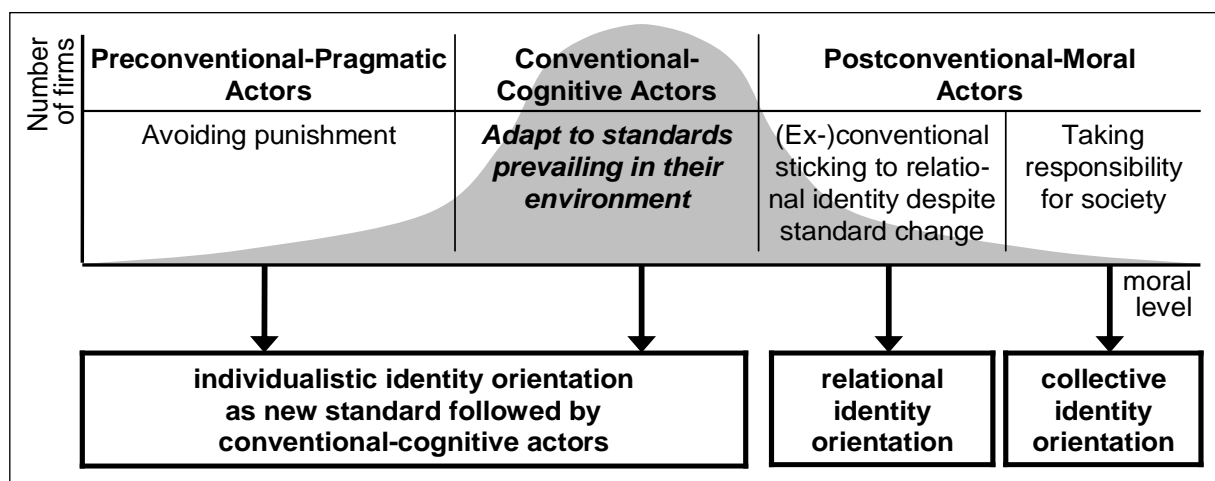 Number
of firms
Preconventional-Pragmatic
Actors
Conventional-
Cognitive Actors
Postconventional-Moral
Actors
Avoiding punishment
Adapt to standards
prevailing in their
environment
(Ex-)conventional
sticking to relatio-
nal identity despite
standard change
Taking
responsibility
for society
moral
level
individualistic identity orientation
as new standard followed by
conventional-cognitive actors
relational
identity
orientation
collective
identity
orientation